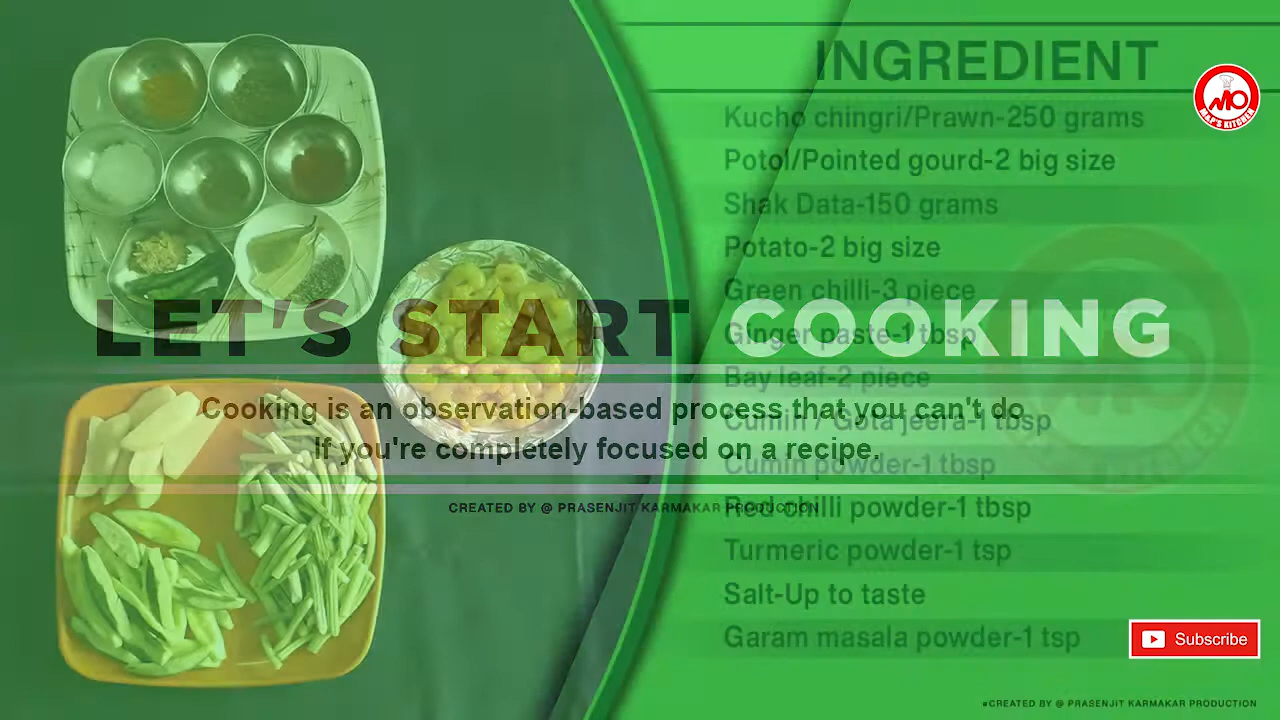 INGREDIENT
Kucho chingri/Prawn-250 grams
Potol/Pointed gourd-2 big size
Shak Data-150 grams
Potato-2 big size
Green chilli-3 piece
Ginger paste-1 tbsp
Bay leaf-2 piece
Cumin / Gota jeera-1 tbsp
Cumin powder-1 tbsp
Red chilli powder-1 tbsp
Turmeric powder-1 tsp
Salt-Up to taste
Garam masala powder-1 tsp
LET'S START COOKING
Cooking is an observation-based process that you can't do
If you're completely focused on a recipe.
CREATED BY @ PRASENJIT KARMAKAR PRODUCTION
MO
Subscribe
#CREATED BY @ PRASENJIT KARMAKAR PRODUCTION